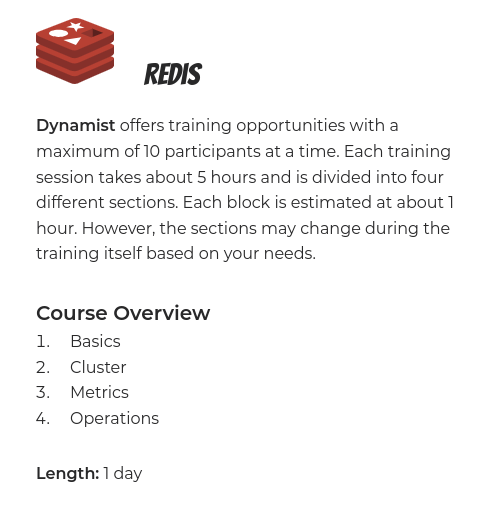 REDIS
Dynamist offers training opportunities with a
maximum of 10 participants at a time. Each training
session takes about 5 hours and is divided into four
different sections. Each block is estimated at about 1
hour. However, the sections may change during the
training itself based on your needs.
Course Overview
1. Basics
2. Cluster
3. Metrics
4. Operations
Length: 1 day